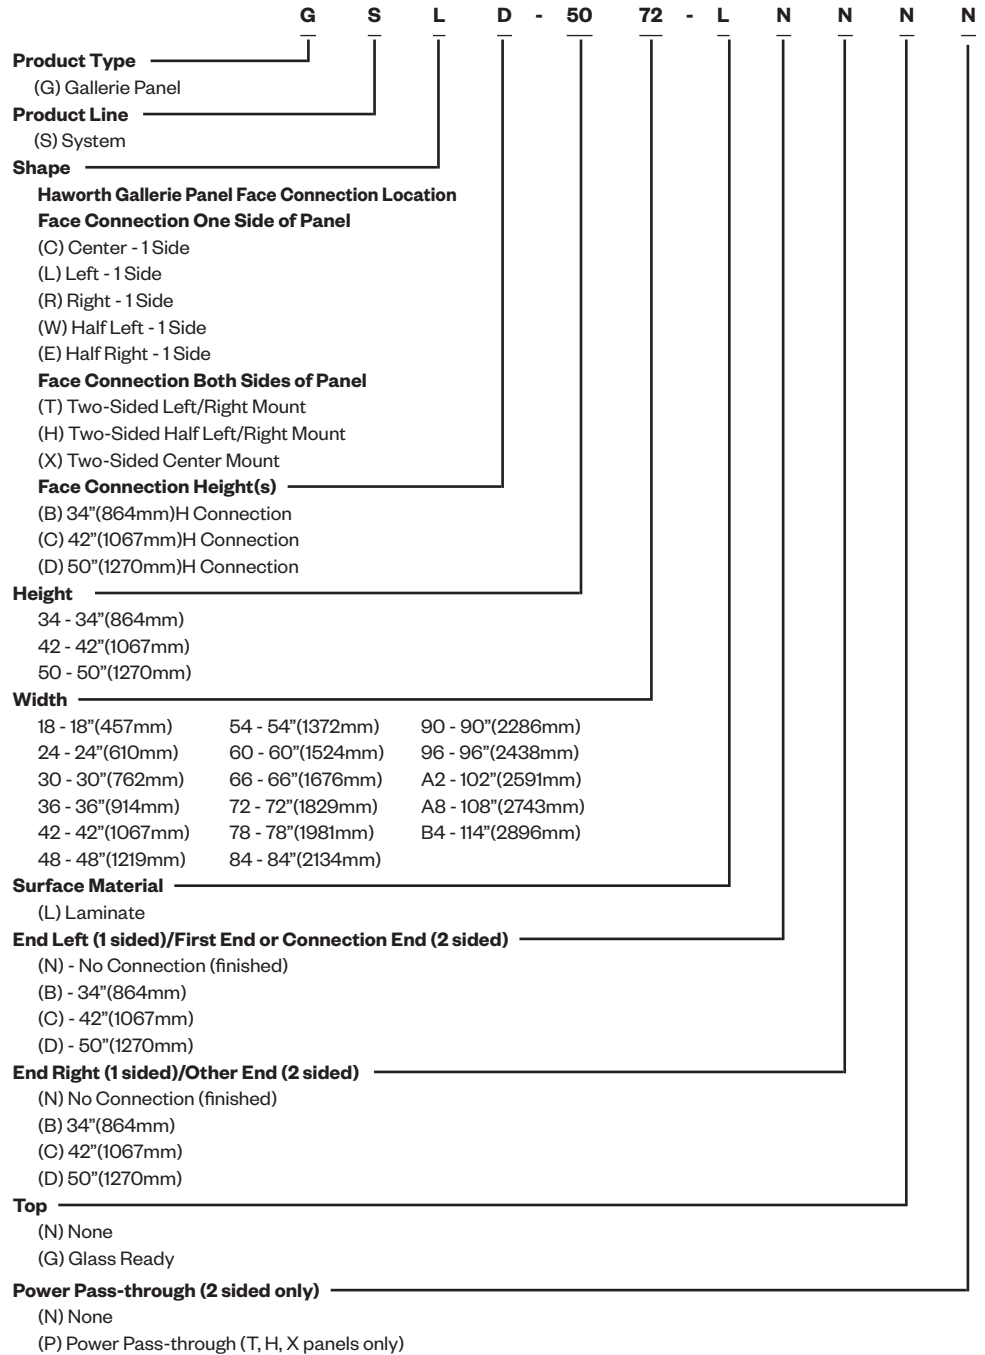 G S L D - 50 72 - L N N N N
Product Type
(G) Gallerie Panel
Product Line
(S) System
Shape
Haworth Gallerie Panel Face Connection Location
Face Connection One Side of Panel
(C) Center - 1 Side
(L) Left - 1 Side
(R) Right - 1 Side
(W) Half Left - 1 Side
(E) Half Right - 1 Side
Face Connection Both Sides of Panel
(T) Two-Sided Left/Right Mount
(H) Two-Sided Half Left/Right Mount
(X) Two-Sided Center Mount
Face Connection Height(s)
(B) 34”(864mm)H Connection
(C) 42”(1067mm)H Connection
(D) 50”(1270mm)H Connection
Height
34 - 34”(864mm)
42 - 42”(1067mm)
50 - 50”(1270mm)
Width
18 - 18”(457mm) 54 - 54”(1372mm) 90 - 90”(2286mm)
24 - 24”(610mm) 60 - 60”(1524mm) 96 - 96”(2438mm)
30 - 30”(762mm) 66 - 66”(1676mm) A2 - 102”(2591mm)
36 - 36”(914mm) 72 - 72”(1829mm) A8 - 108”(2743mm)
42 - 42”(1067mm) 78 - 78”(1981mm) B4 - 114”(2896mm)
48 - 48”(1219mm) 84 - 84”(2134mm)
Surface Material
(L) Laminate
End Left (1 sided)/First End or Connection End (2 sided)
(N) - No Connection (finished)
(B) - 34”(864mm)
(C) - 42”(1067mm)
(D) - 50”(1270mm)
End Right (1 sided)/Other End (2 sided)
(N) No Connection (finished)
(B) 34”(864mm)
(C) 42”(1067mm)
(D) 50”(1270mm)
Top
(N) None
(G) Glass Ready
Power Pass-through (2 sided only)
(N) None
(P) Power Pass-through (T, H, X panels only)